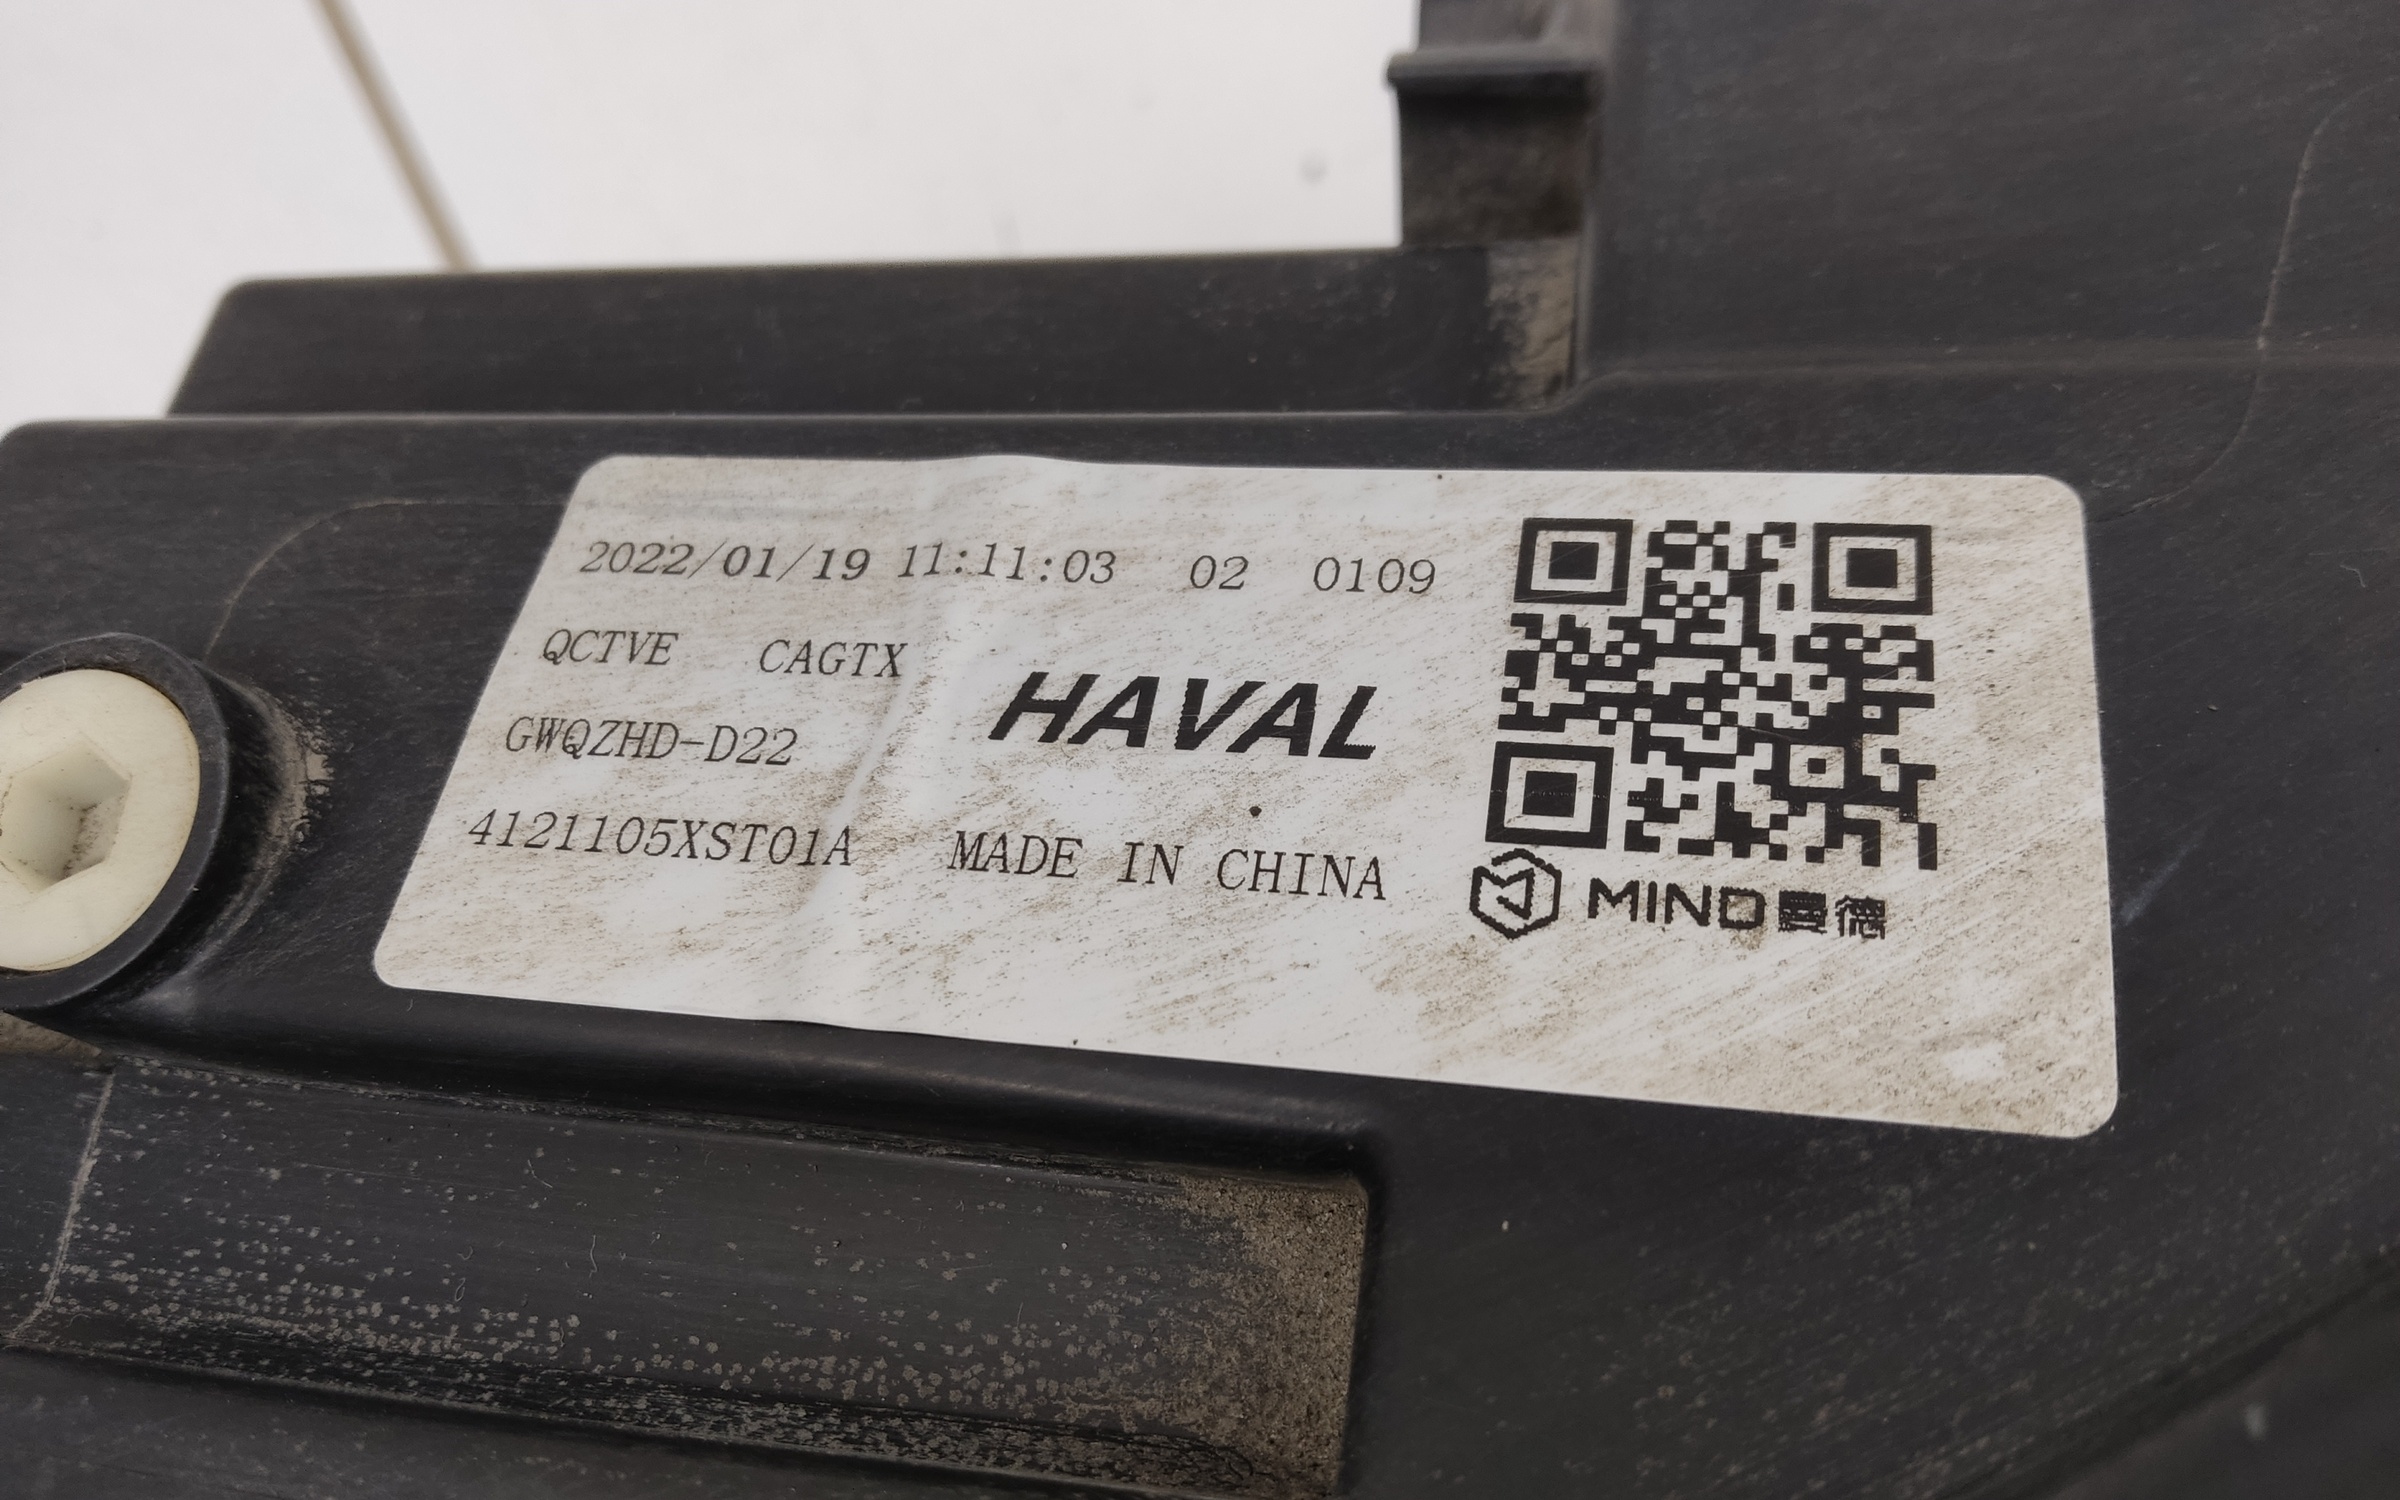 2022/01/19 11:11:03 02 0109
QCTVE CAGTX
HAVAL
GWQZHD-D22
4121105XST01A MADE IN CHINA
MIND曼德